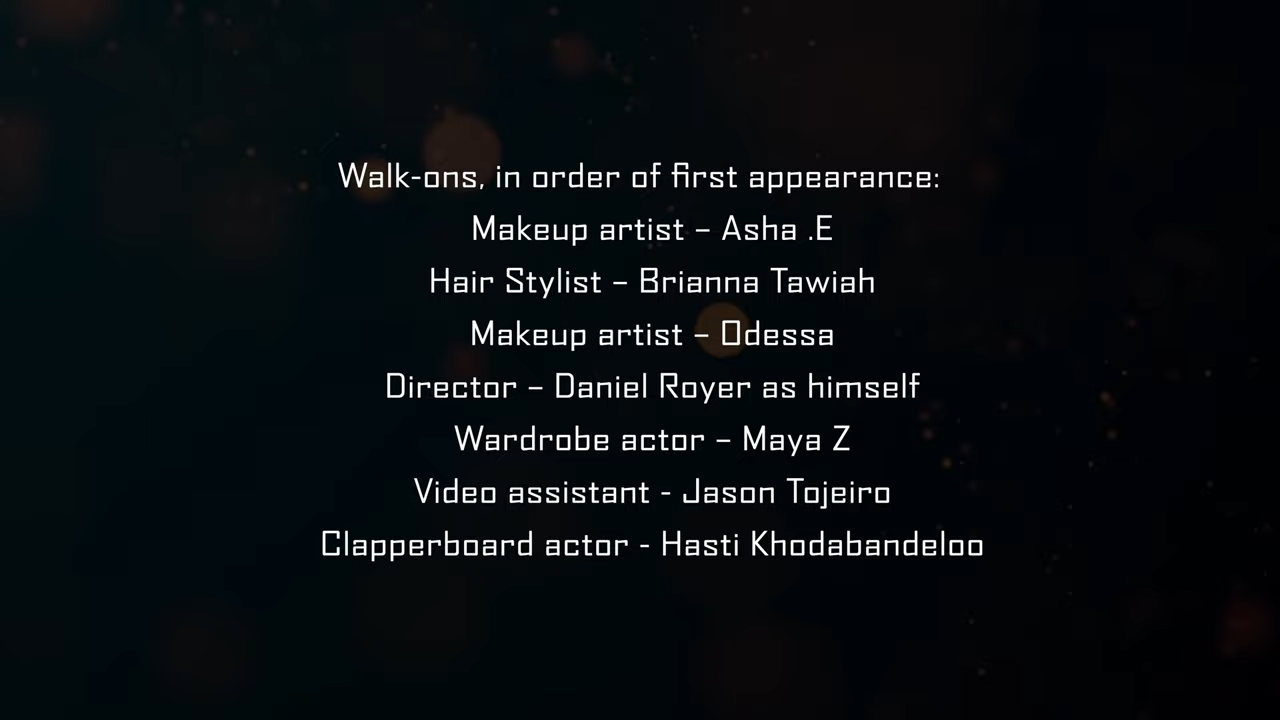 Walk-ons, in order of first appearance:
Makeup artist – Asha .E
Hair Stylist – Brianna Tawiah
Makeup artist – Odessa
Director – Daniel Royer as himself
Wardrobe actor – Maya Z
Video assistant - Jason Tojeiro
Clapperboard actor - Hasti Khodabandeloo